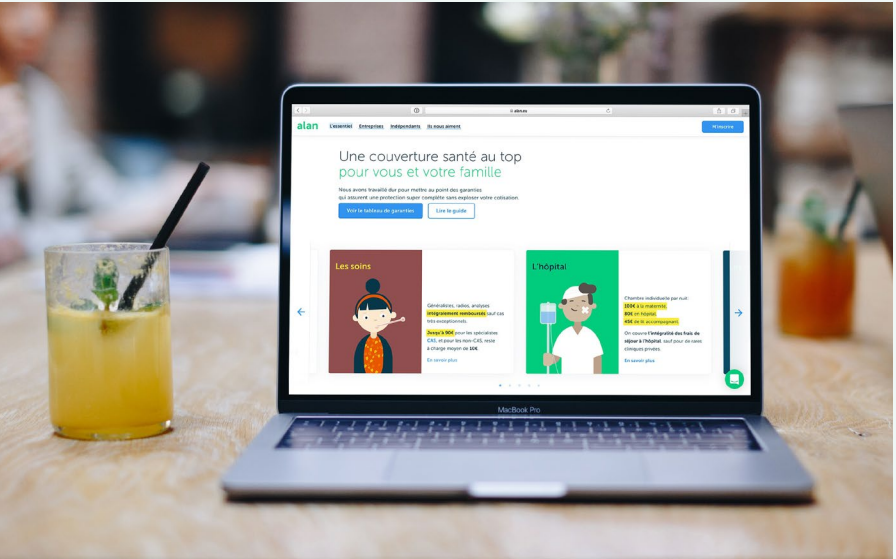 alan.eu
alan
L'essentiel Entreprises Indépendants Ils nous aiment
M'inscrire
Une couverture santé au top
pour vous et votre famille
Nous avons travaillé dur pour mettre au point des garanties
qui assurent une protection super complète sans exploser votre cotisation.
Voir le tableau de garanties Lire le guide
Les soins
Généralistes, radios, analyses
intégralement remboursés sauf cas
très exceptionnels.
Jusqu'à 90€ pour les spécialistes
CAS, et pour les non-CAS, reste
à charge moyen de 10€.
En savoir plus
L'hôpital
Chambre individuelle par nuit:
à la maternité,
80€ en hôpital,
45€ de lit accompagnant
On couvre l'intégralité des frais de
séjour à l'hôpital, sauf pour de rares
cliniques privées.
En savoir plus
MacBook Pro